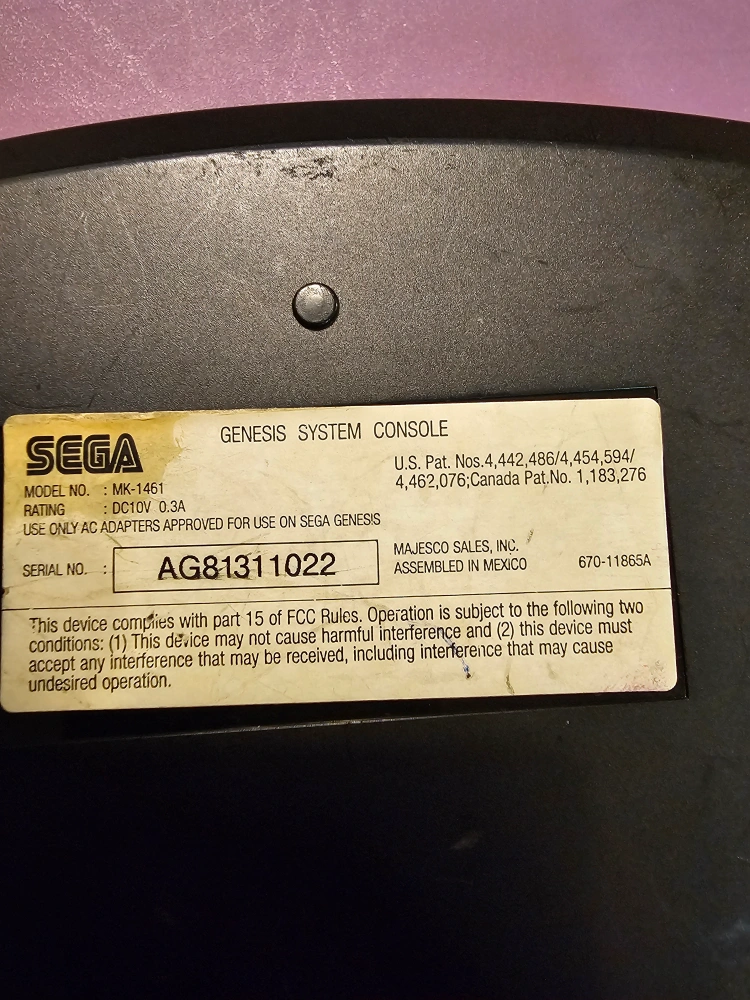 SEGA
GENESIS SYSTEM CONSOLE
U.S. Pat. Nos.4,442,486/4,454,594/
4,462,076;Canada Pat.No. 1,183,276
MODEL NO. : MK-1461
RATING : DC10V 0.3A
USE ONLY AC ADAPTERS APPROVED FOR USE ON SEGA GENESIS
SERIAL NO. : AG81311022
MAJESCO SALES, INC.
ASSEMBLED IN MEXICO 670-11865A
This device complies with part 15 of FCC Rules. Operation is subject to the following two
conditions: (1) This device may not cause harmful interference and (2) this device must
accept any interference that may be received, including interference that may cause
undesired operation.